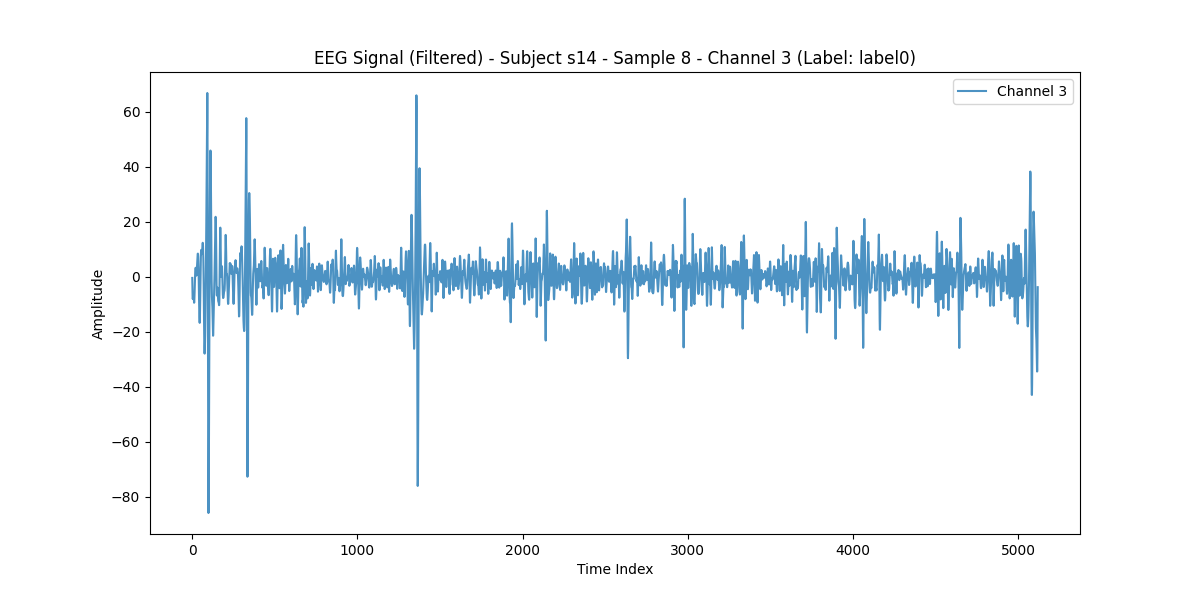 EEG Signal (Filtered) - Subject s14 - Sample 8 - Channel 3 (Label: label0)
Channel 3
60
40
20
0
−20
−40
−60
−80
Amplitude
0 1000 2000 3000 4000 5000
Time Index